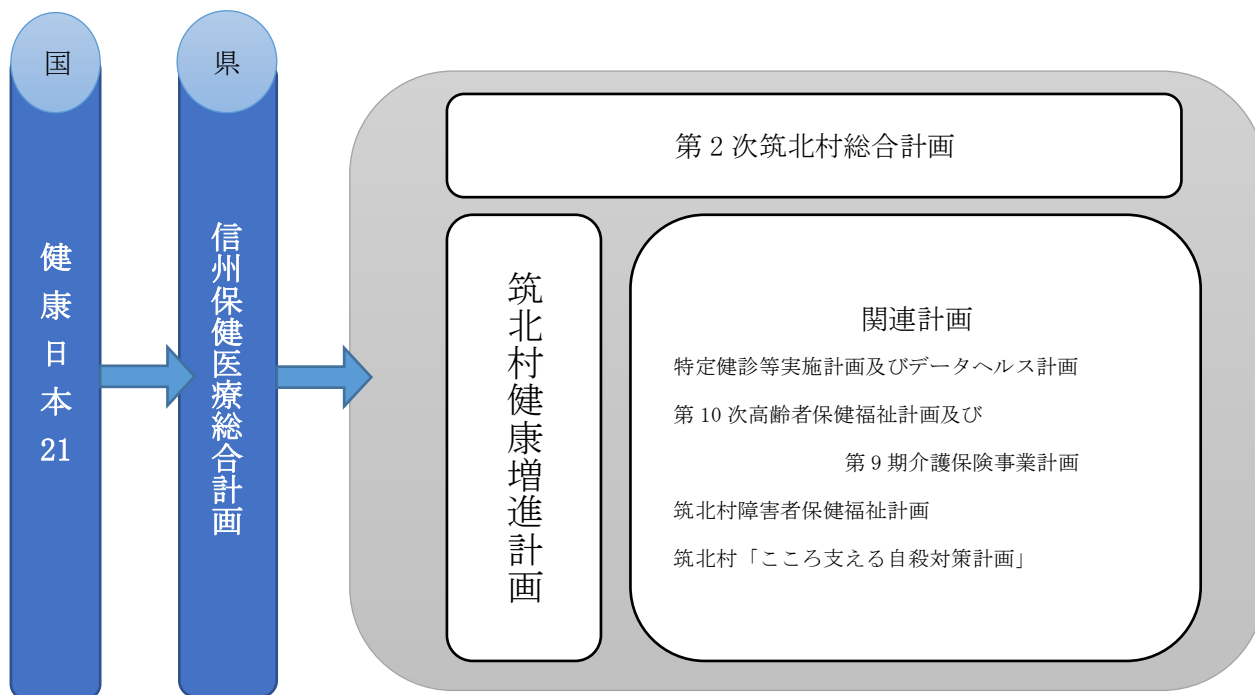 国
健康日本21
県
信州保健医療総合計画
第2次筑北村総合計画
筑北村健康増進計画
関連計画
特定健診等実施計画及びデータヘルス計画
第10次高齢者保健福祉計画及び
第9期介護保険事業計画
筑北村障害者保健福祉計画
筑北村「こころ支える自殺対策計画」